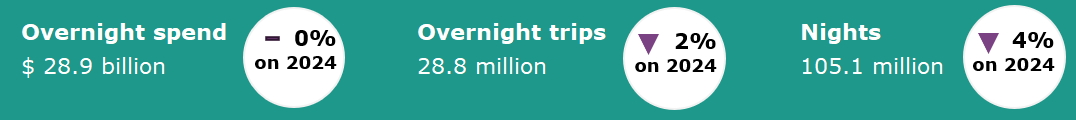 Overnight spend
$ 28.9 billion
0%
on 2024
Overnight trips
28.8 million
2%
on 2024
Nights
105.1 million
4%
on 2024